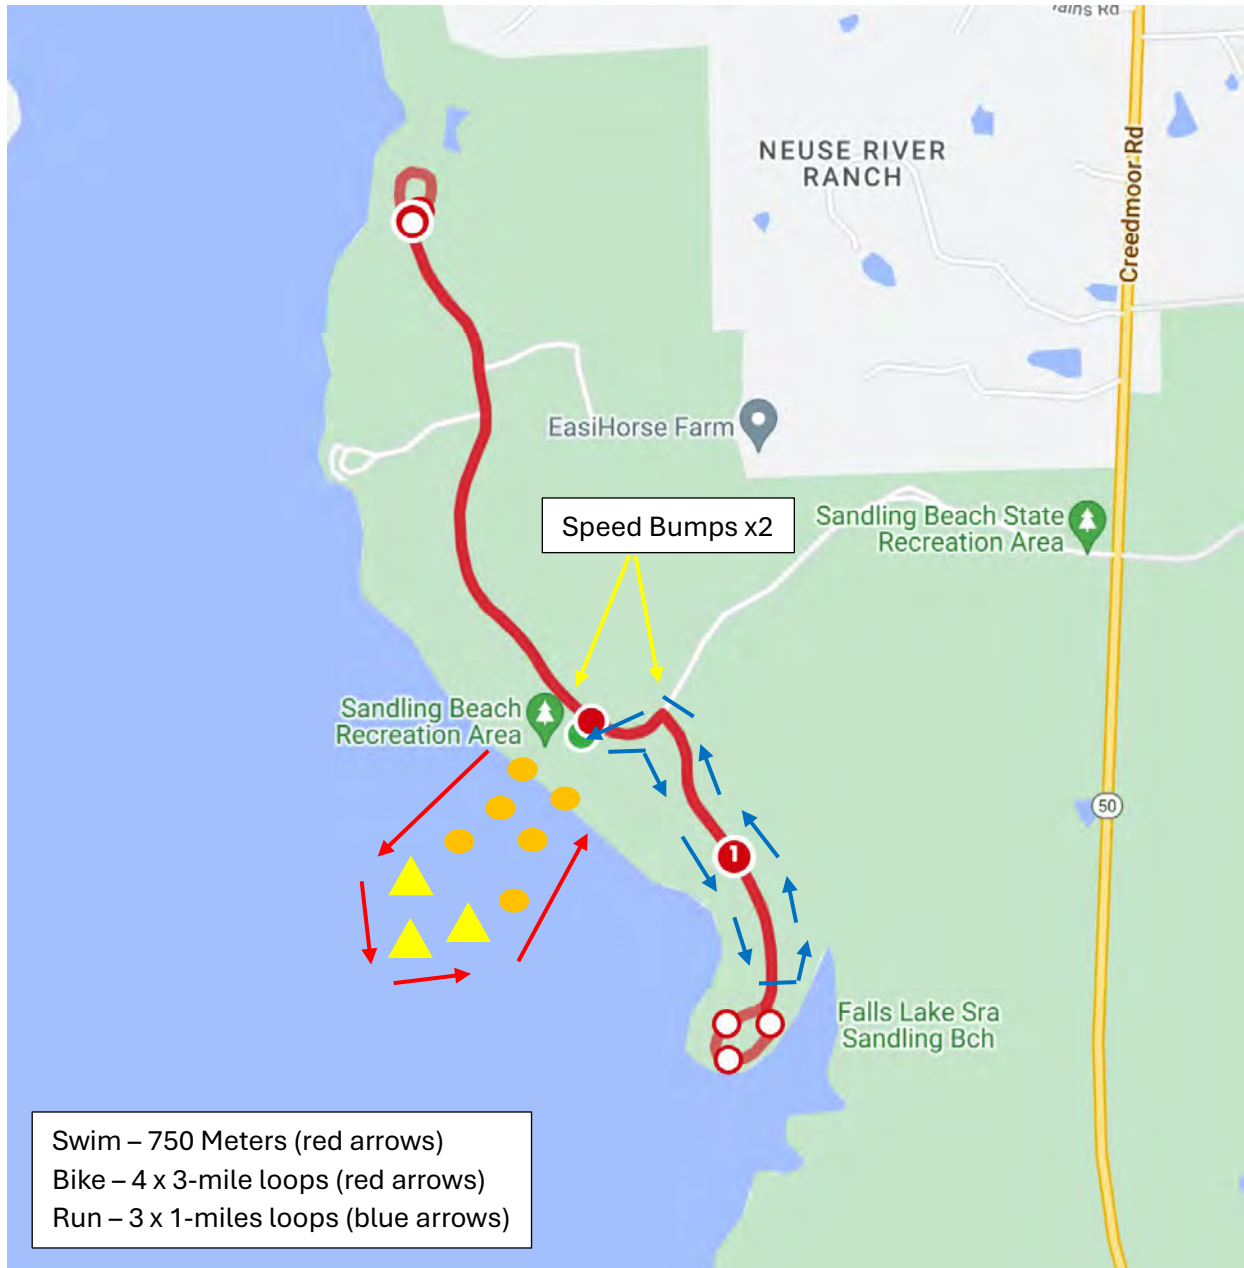 Rd
NEUSE RIVER
RANCH
Creedmoor Rd
EasiHorse Farm
Speed Bumps x2
Sandling Beach State
Recreation Area
Sandling Beach
Recreation Area
50
1
Falls Lake Sra
Sandling Bch
Swim – 750 Meters (red arrows)
Bike – 4 x 3-mile loops (red arrows)
Run – 3 x 1-miles loops (blue arrows)